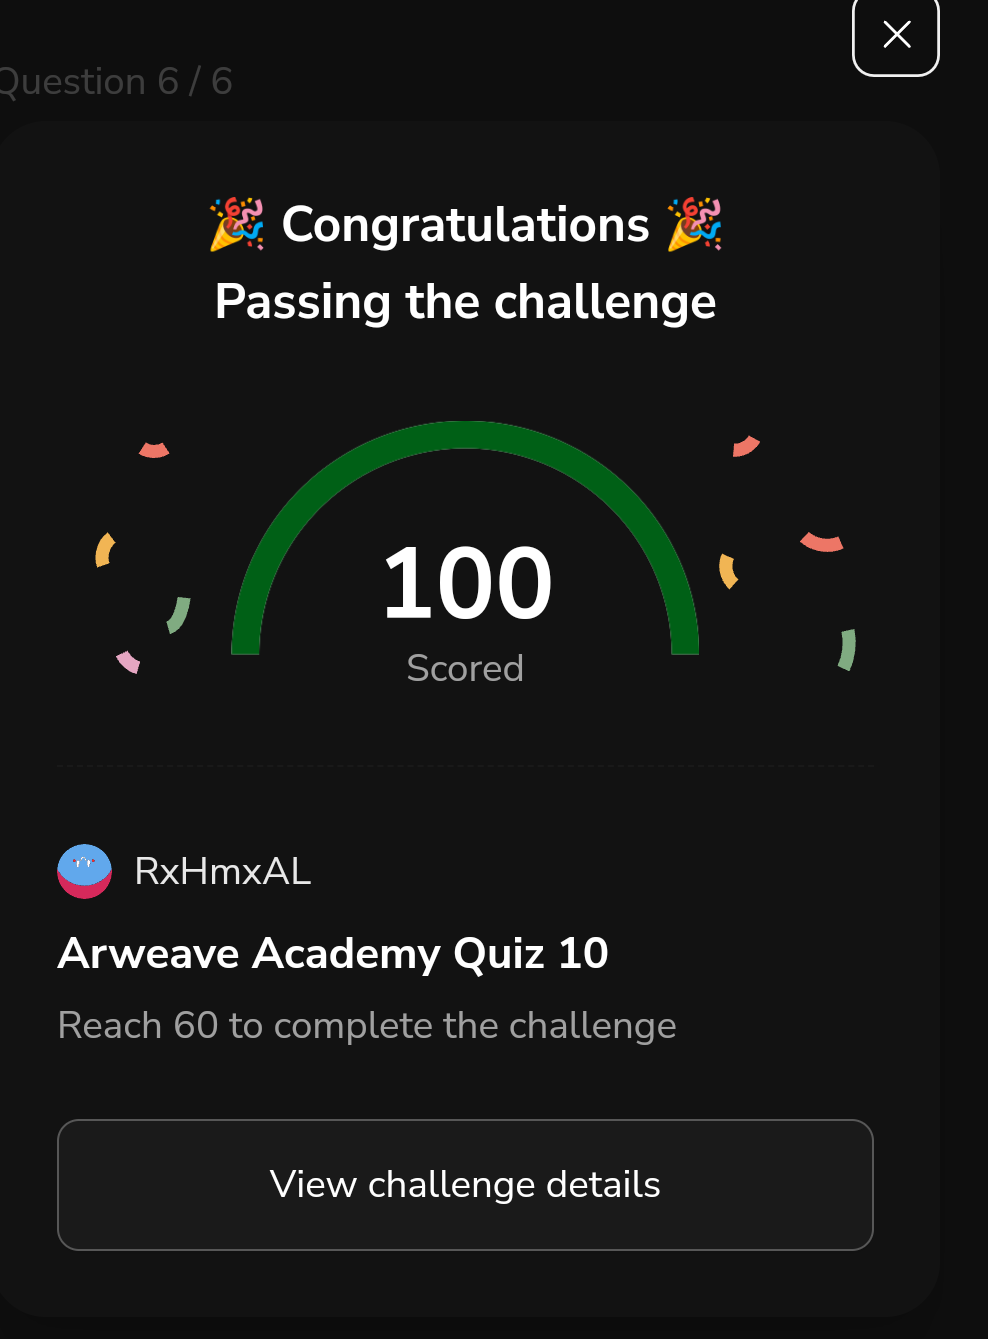 Question 6 / 6
🎉 Congratulations 🎉
Passing the challenge
100
Scored
RxHmxAL
Arweave Academy Quiz 10
Reach 60 to complete the challenge
View challenge details